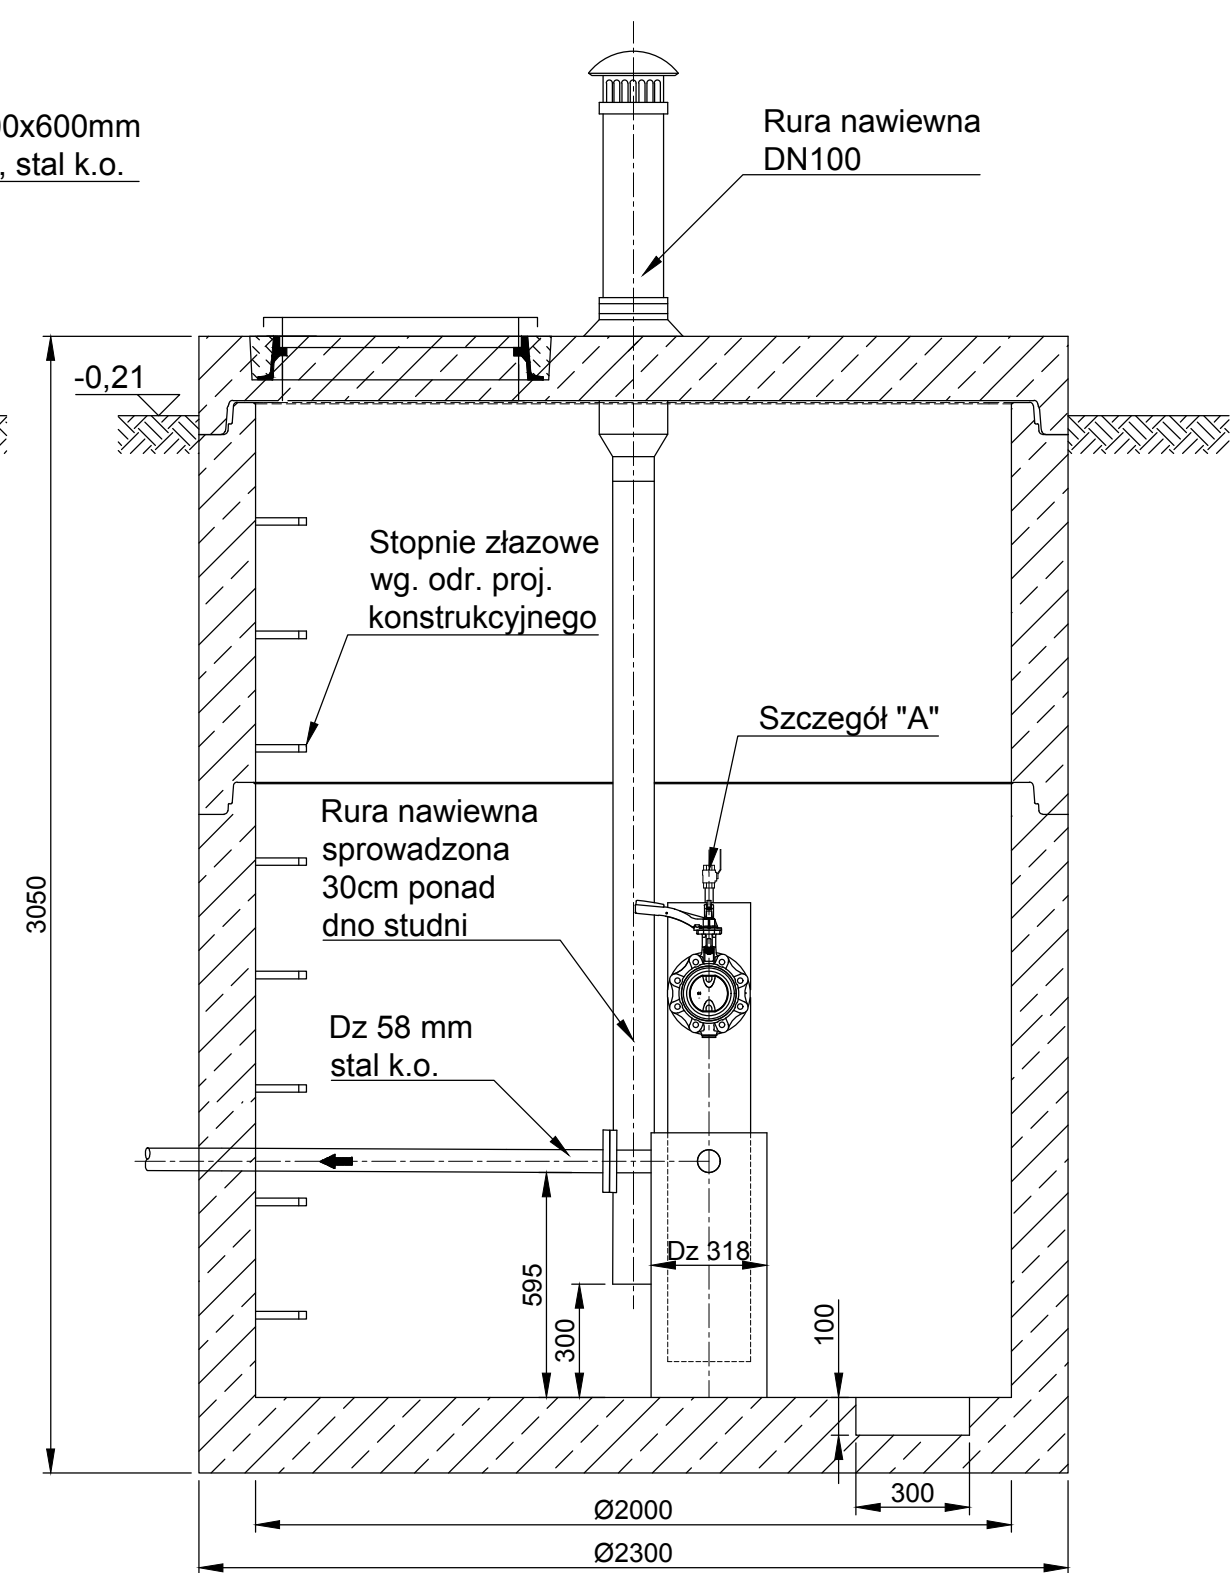 00x600mm
, stal k.o.
Rura nawiewna
DN100
-0,21
Stopnie złazowe
wg. odr. proj.
konstrukcyjnego
Szczegół "A"
Rura nawiewna
sprowadzona
30cm ponad
dno studni
3050
Dz 58 mm
stal k.o.
Dz 318
595
300
100
300
Ø2000
Ø2300